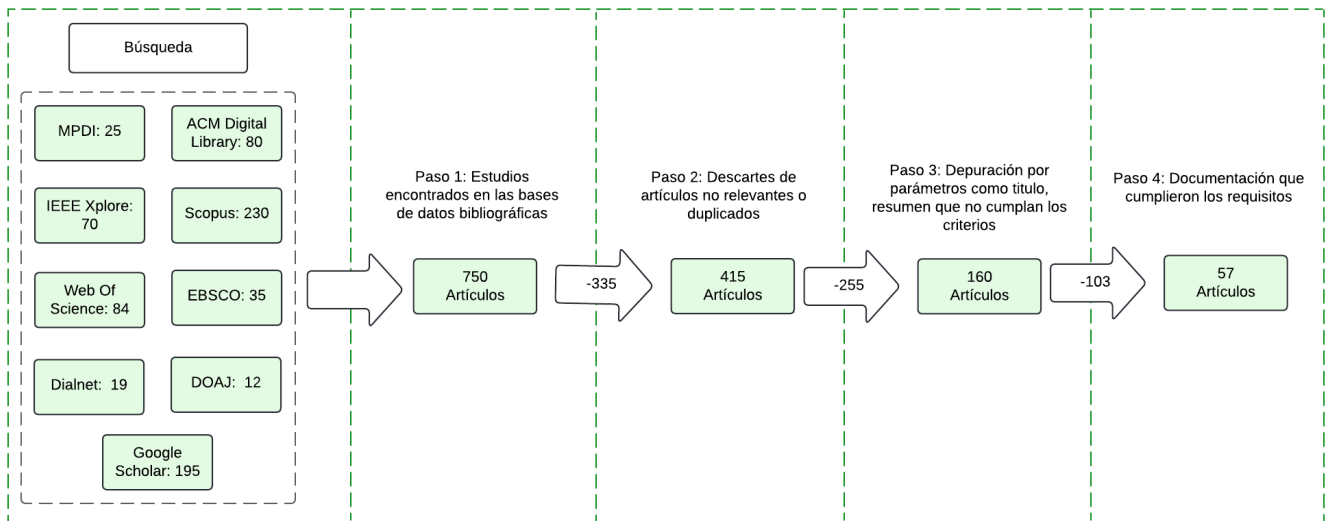 Búsqueda
MPDI: 25
ACM Digital
Library: 80
IEEE Xplore:
70
Scopus: 230
Web Of
Science: 84
EBSCO: 35
Dialnet: 19
DOAJ: 12
Google
Scholar: 195
Paso 1: Estudios
encontrados en las bases
de datos bibliográficas
750
Artículos
-335
Paso 2: Descartes de
artículos no relevantes o
duplicados
415
Artículos
-255
Paso 3: Depuración por
parámetros como titulo,
resumen que no cumplan los
criterios
160
Artículos
-103
Paso 4: Documentación que
cumplieron los requisitos
57
Artículos